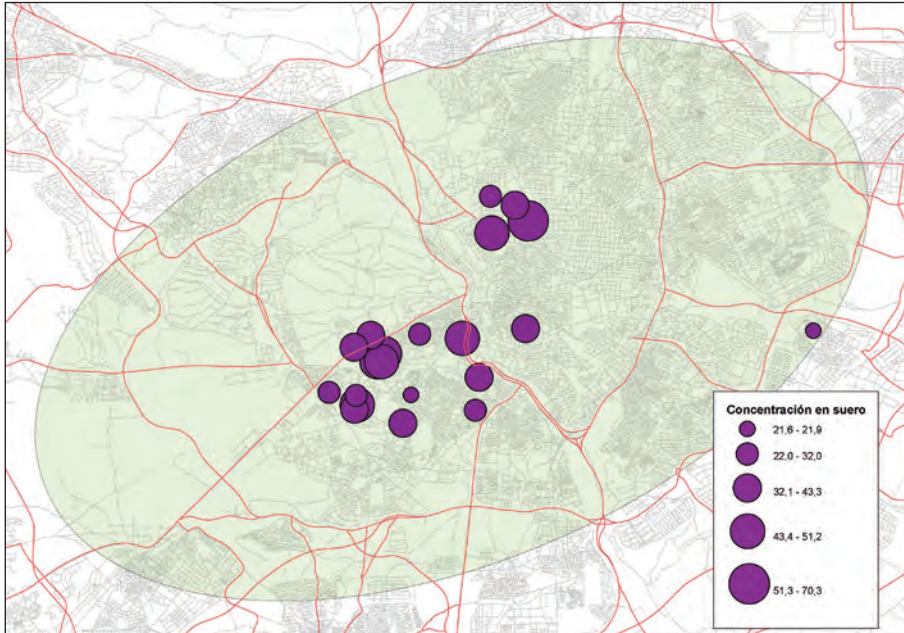 Concentración en suero
21,6 - 21,9
22,0 - 32,0
32,1 - 43,3
43,4 - 51,2
51,3 - 70,3